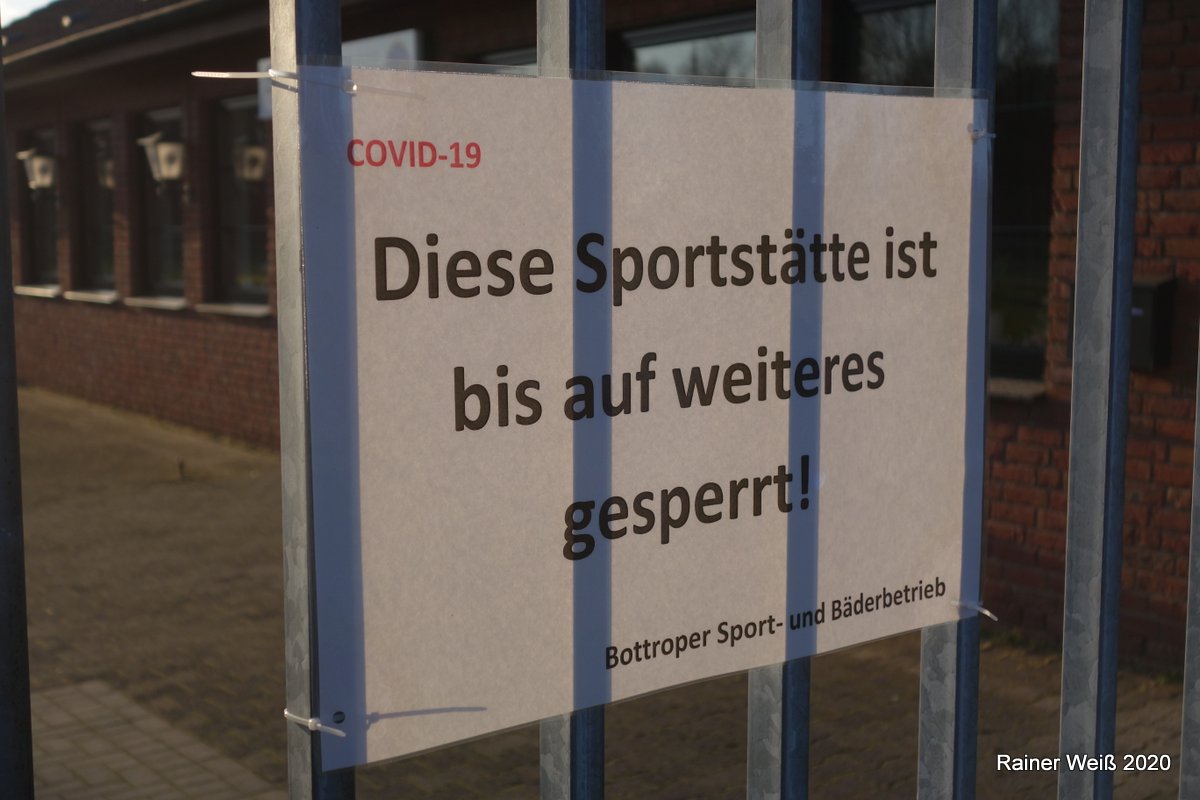 COVID-19
Diese Sportstätte ist
bis auf weiteres
gesperrt!
Bottroper Sport- und Bäderbetrieb
Rainer Weiß 2020